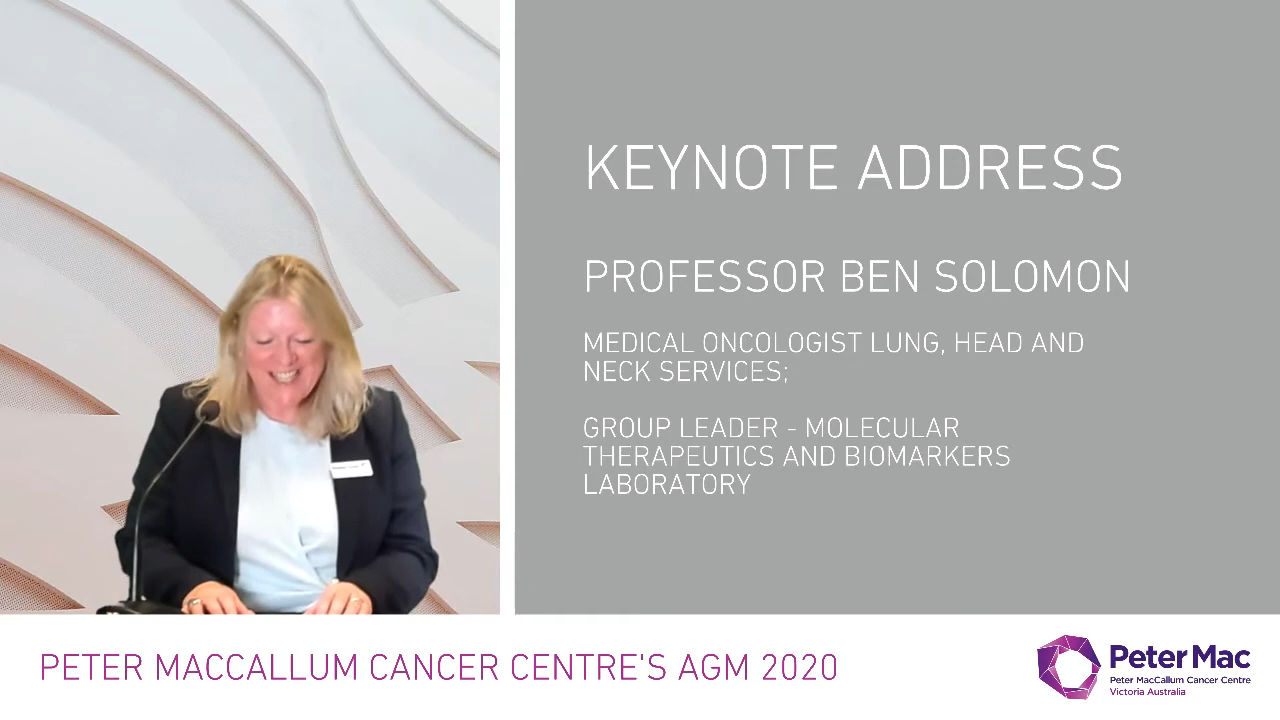 KEYNOTE ADDRESS
PROFESSOR BEN SOLOMON
MEDICAL ONCOLOGIST LUNG, HEAD AND
NECK SERVICES;
GROUP LEADER - MOLECULAR
THERAPEUTICS AND BIOMARKERS
LABORATORY
PETER MACCALLUM CANCER CENTRE'S AGM 2020
Peter Mac
Peter MacCallum Cancer Centre
Victoria Australia